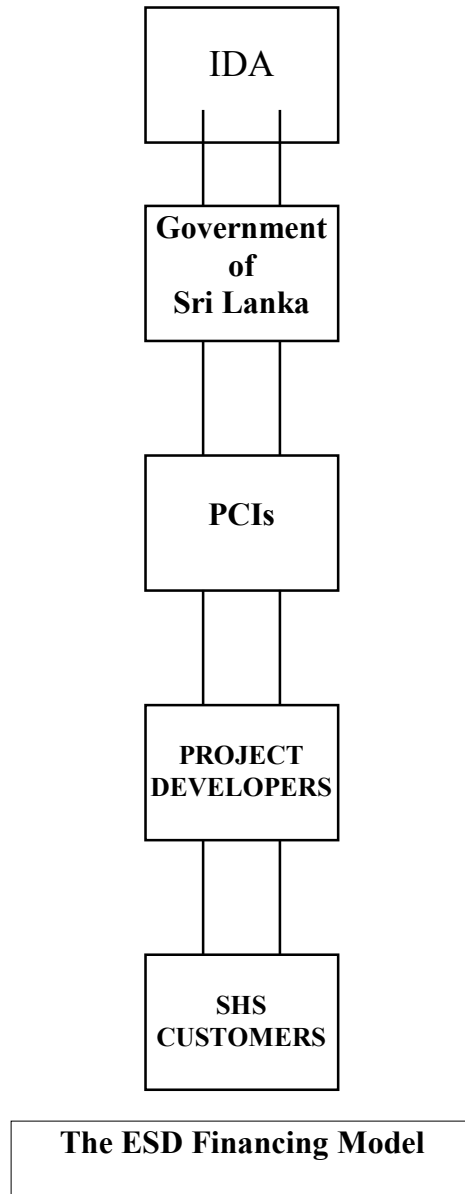 IDA
Government
of
Sri Lanka
PCIs
PROJECT
DEVELOPERS
SHS
CUSTOMERS
The ESD Financing Model